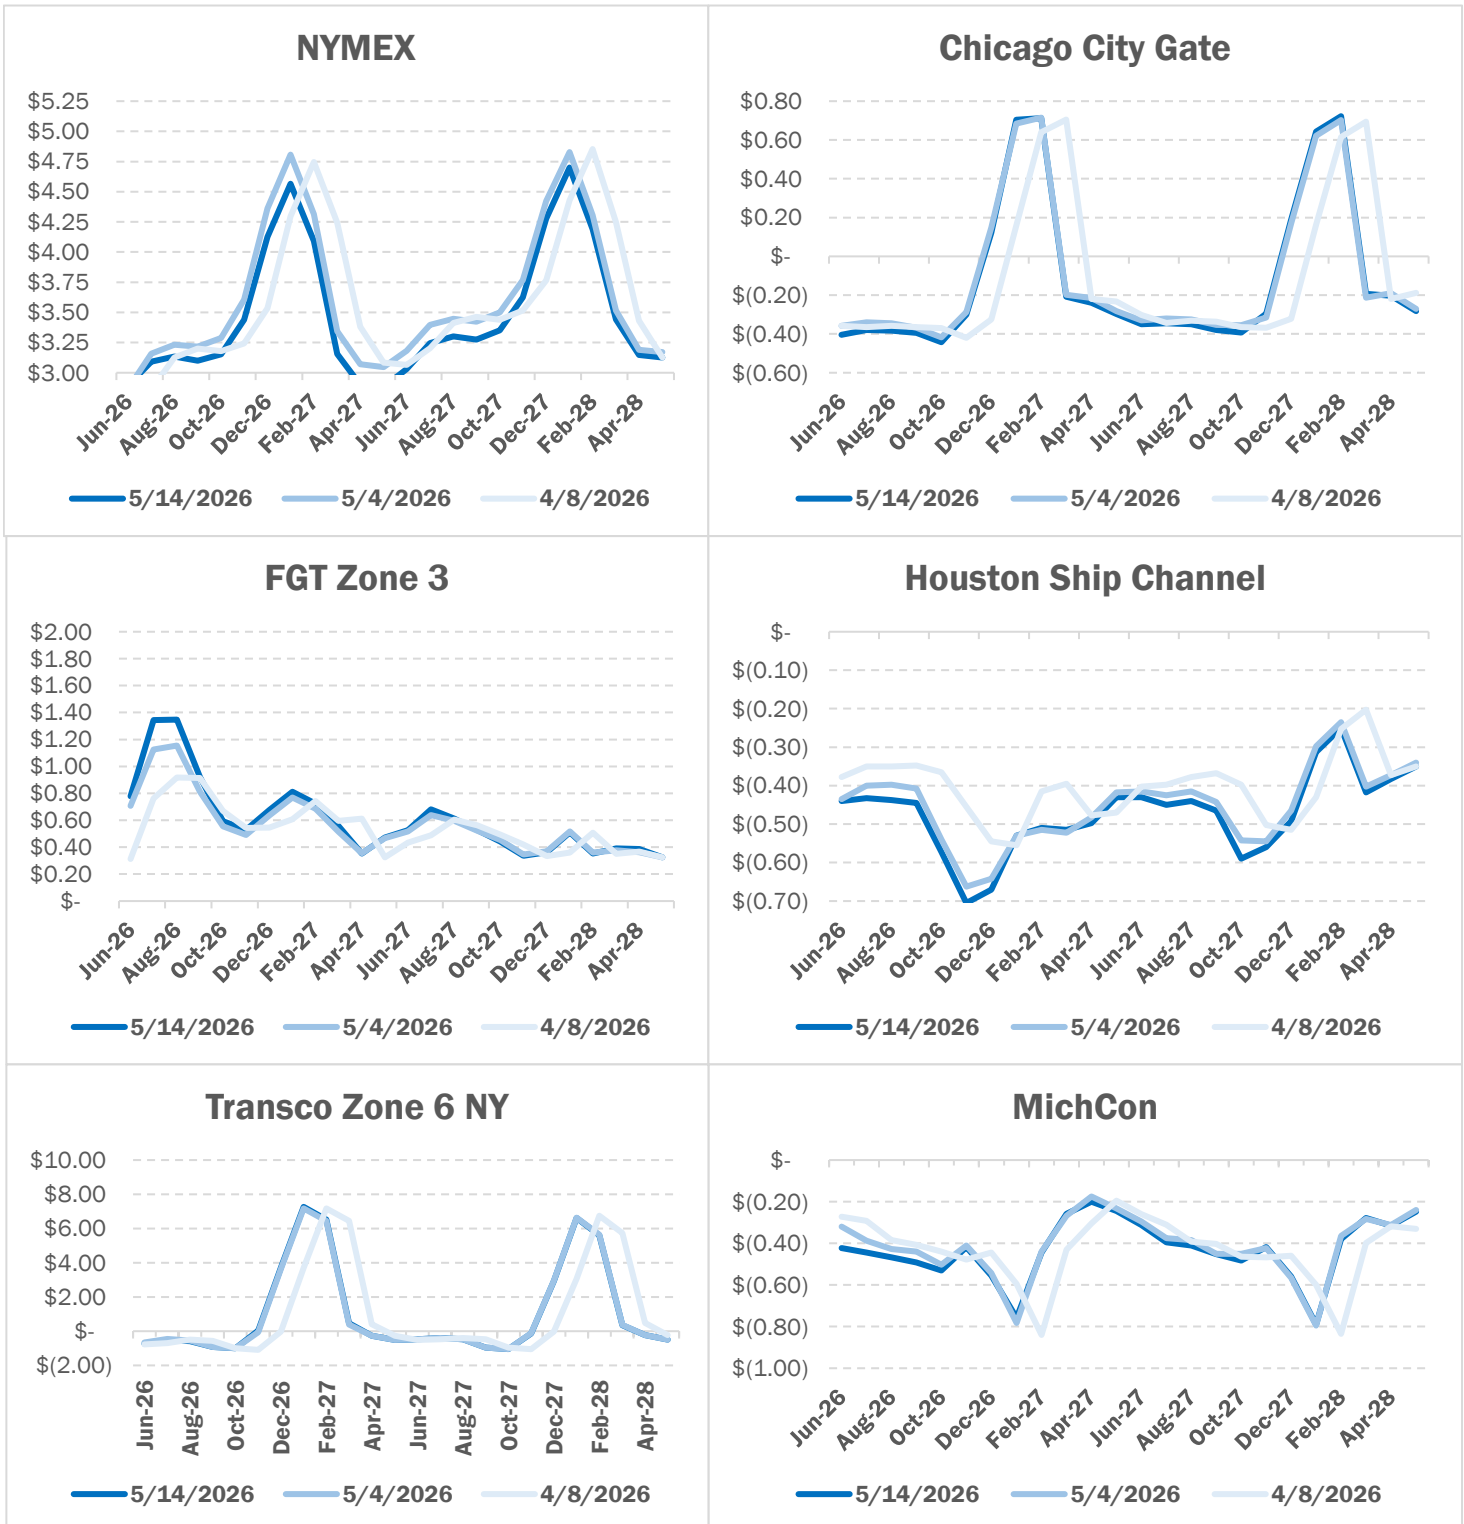 NYMEX
$5.25
$5.00
$4.75
$4.50
$4.25
$4.00
$3.75
$3.50
$3.25
$3.00
Jun-26 Aug-26 Oct-26 Dec-26 Feb-27 Apr-27 Jun-27 Aug-27 Oct-27 Dec-27 Feb-28 Apr-28
5/14/2026 5/4/2026 4/8/2026
Chicago City Gate
$0.80
$0.60
$0.40
$0.20
$-
$(0.20)
$(0.40)
$(0.60)
Jun-26 Aug-26 Oct-26 Dec-26 Feb-27 Apr-27 Jun-27 Aug-27 Oct-27 Dec-27 Feb-28 Apr-28
5/14/2026 5/4/2026 4/8/2026
FGT Zone 3
$2.00
$1.80
$1.60
$1.40
$1.20
$1.00
$0.80
$0.60
$0.40
$0.20
$-
Jun-26 Aug-26 Oct-26 Dec-26 Feb-27 Apr-27 Jun-27 Aug-27 Oct-27 Dec-27 Feb-28 Apr-28
5/14/2026 5/4/2026 4/8/2026
Houston Ship Channel
$-
$(0.10)
$(0.20)
$(0.30)
$(0.40)
$(0.50)
$(0.60)
$(0.70)
Jun-26 Aug-26 Oct-26 Dec-26 Feb-27 Apr-27 Jun-27 Aug-27 Oct-27 Dec-27 Feb-28 Apr-28
5/14/2026 5/4/2026 4/8/2026
Transco Zone 6 NY
$10.00
$8.00
$6.00
$4.00
$2.00
$-
$(2.00)
Jun-26 Aug-26 Oct-26 Dec-26 Feb-27 Apr-27 Jun-27 Aug-27 Oct-27 Dec-27 Feb-28 Apr-28
5/14/2026 5/4/2026 4/8/2026
MichCon
$-
$(0.20)
$(0.40)
$(0.60)
$(0.80)
$(1.00)
Jun-26 Aug-26 Oct-26 Dec-26 Feb-27 Apr-27 Jun-27 Aug-27 Oct-27 Dec-27 Feb-28 Apr-28
5/14/2026 5/4/2026 4/8/2026